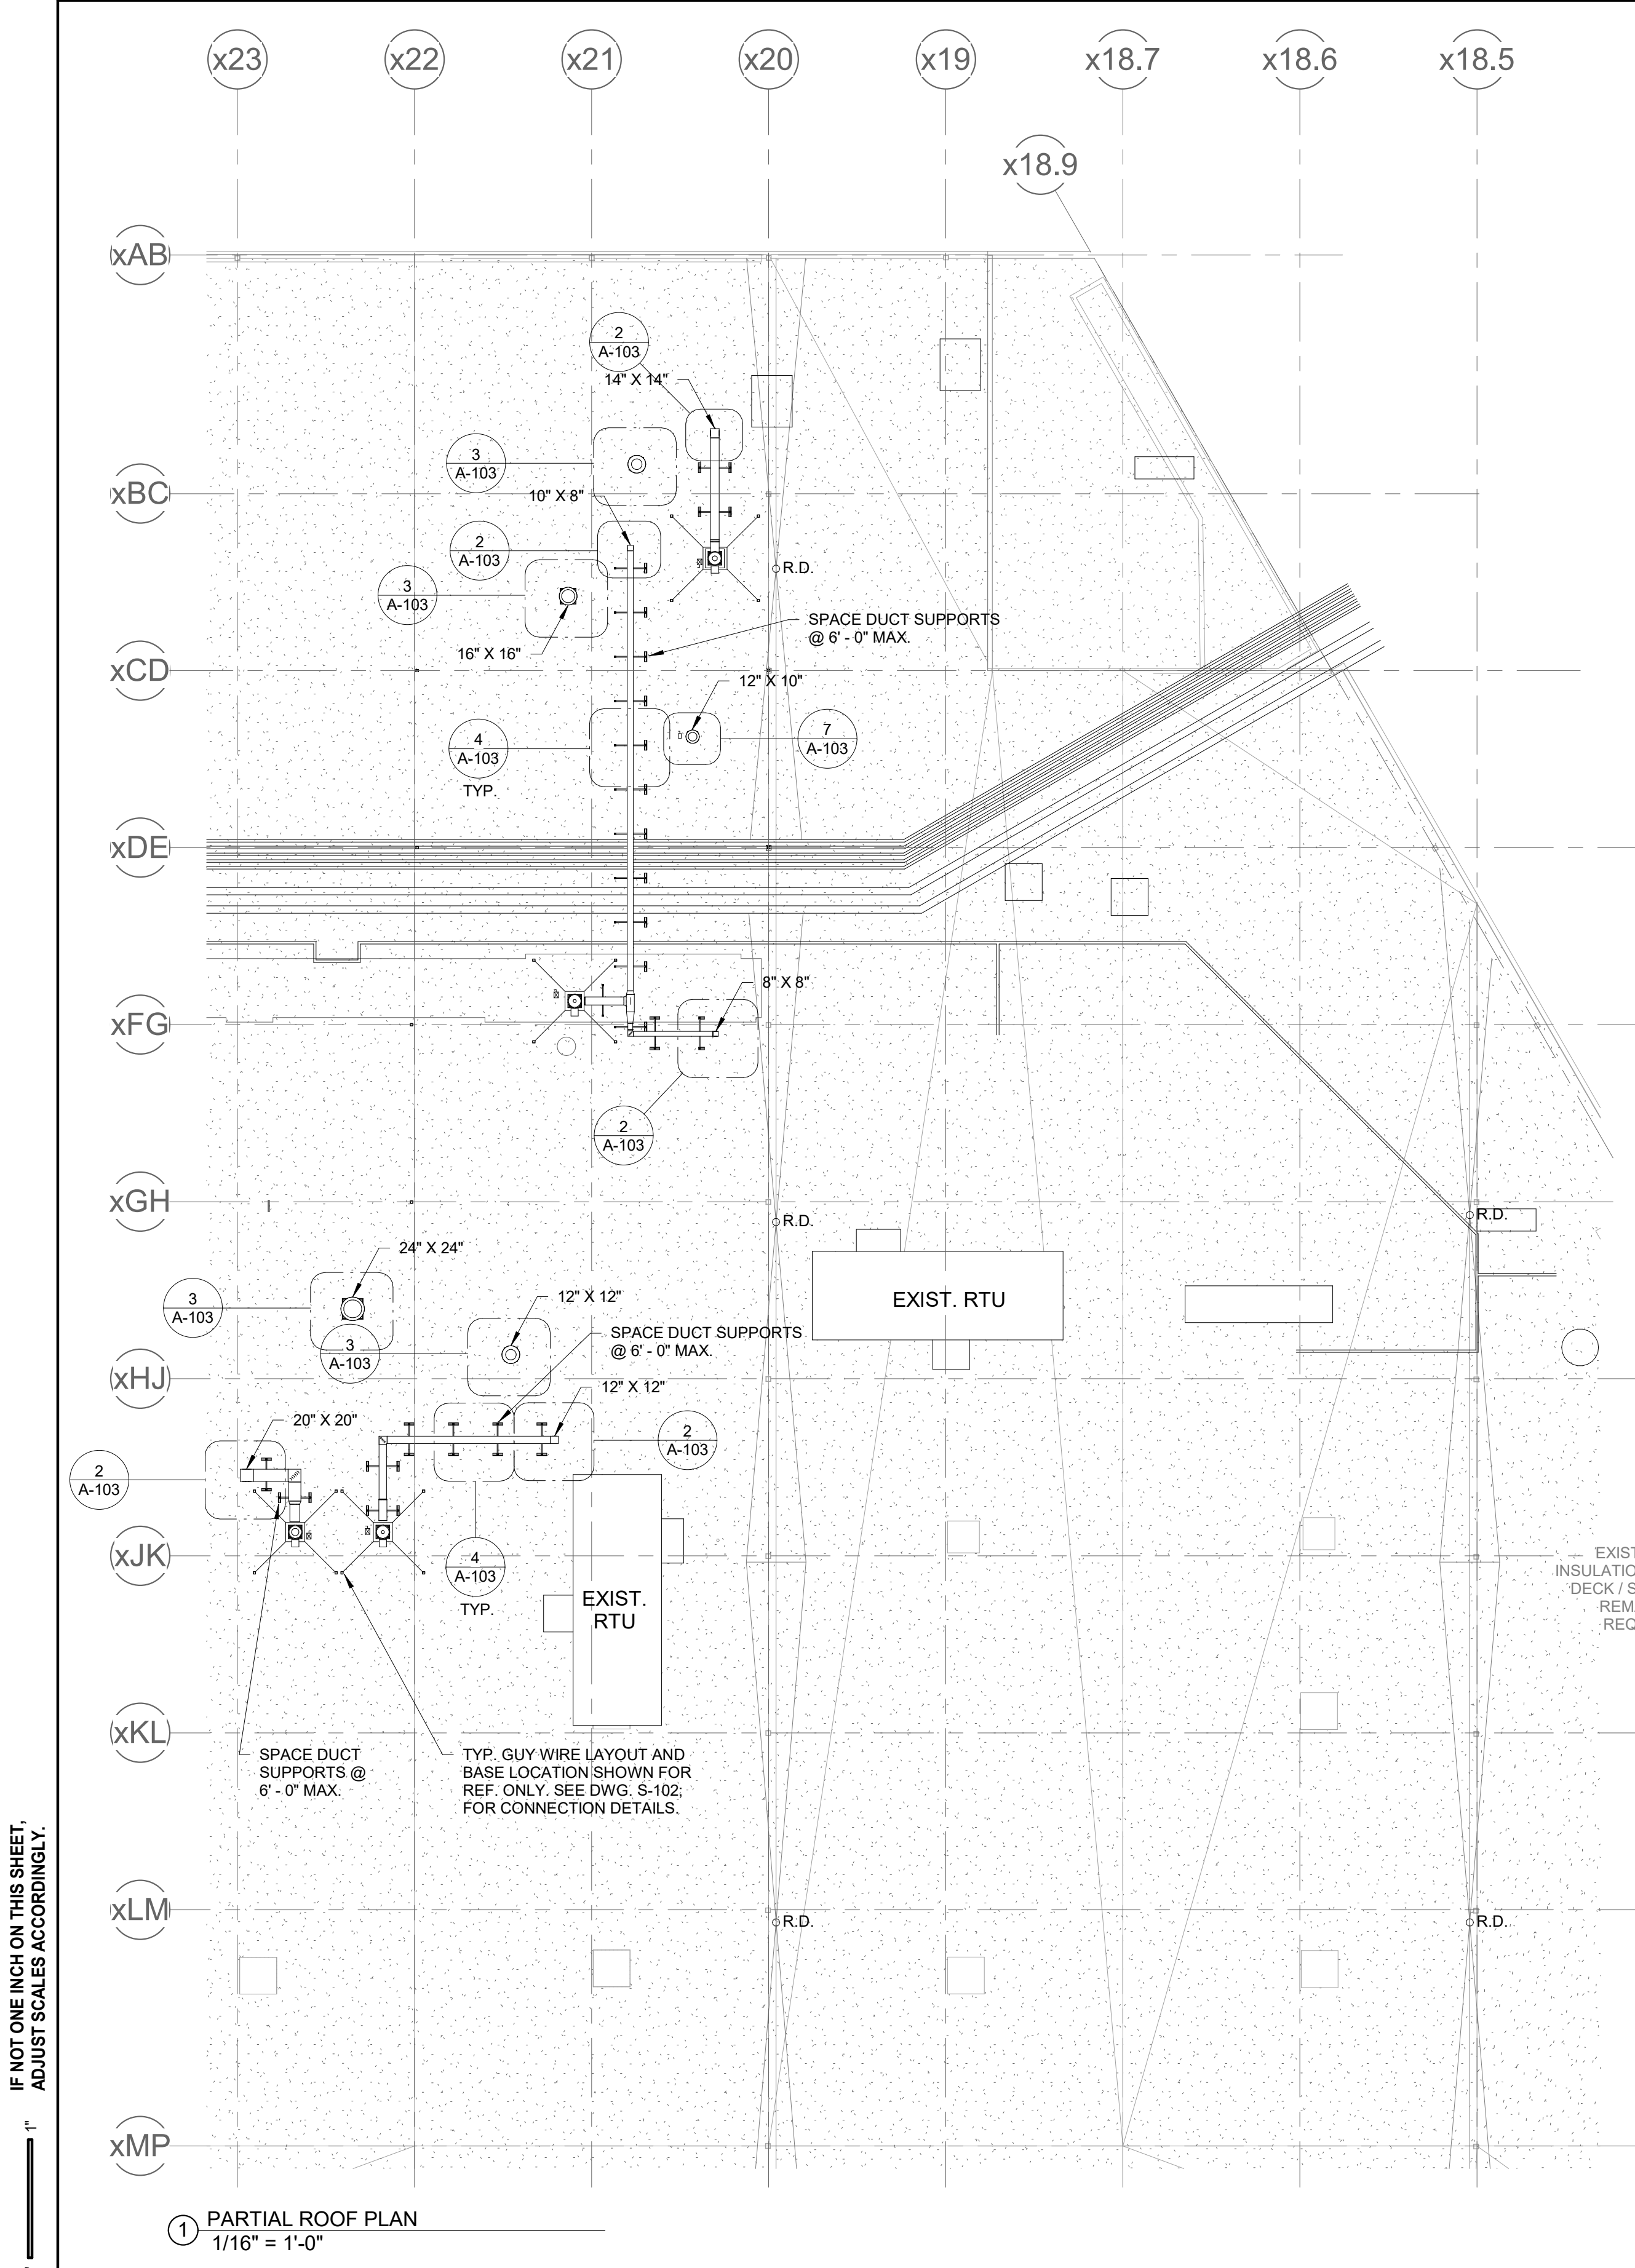 x23
x22
x21
x20
x19
x18.7
x18.6
x18.5
x18.9
xAB
2
A-103
14" X 14"
3
A-103
xBC
10" X 8"
2
A-103
R.D.
3
A-103
SPACE DUCT SUPPORTS
@ 6' - 0" MAX.
16" X 16"
xCD
12" X 10"
4
A-103
TYP.
7
A-103
xDE
8" X 8"
xFG
2
A-103
xGH
R.D.
R.D.
24" X 24"
3
A-103
12" X 12"
EXIST. RTU
SPACE DUCT SUPPORTS
@ 6' - 0" MAX.
3
A-103
xHJ
12" X 12"
20" X 20"
2
A-103
2
A-103
xJK
4
A-103
TYP.
EXIST.
RTU
EXIST
INSULATIO
DECK / S
REM
REQ
xKL
SPACE DUCT
SUPPORTS @
6' - 0" MAX.
TYP. GUY WIRE LAYOUT AND
BASE LOCATION SHOWN FOR
REF. ONLY. SEE DWG. S-102;
FOR CONNECTION DETAILS.
xLM
R.D.
R.D.
xMP
1
PARTIAL ROOF PLAN
1/16" = 1'-0"
IF NOT ONE INCH ON THIS SHEET,
ADJUST SCALES ACCORDINGLY.
1"